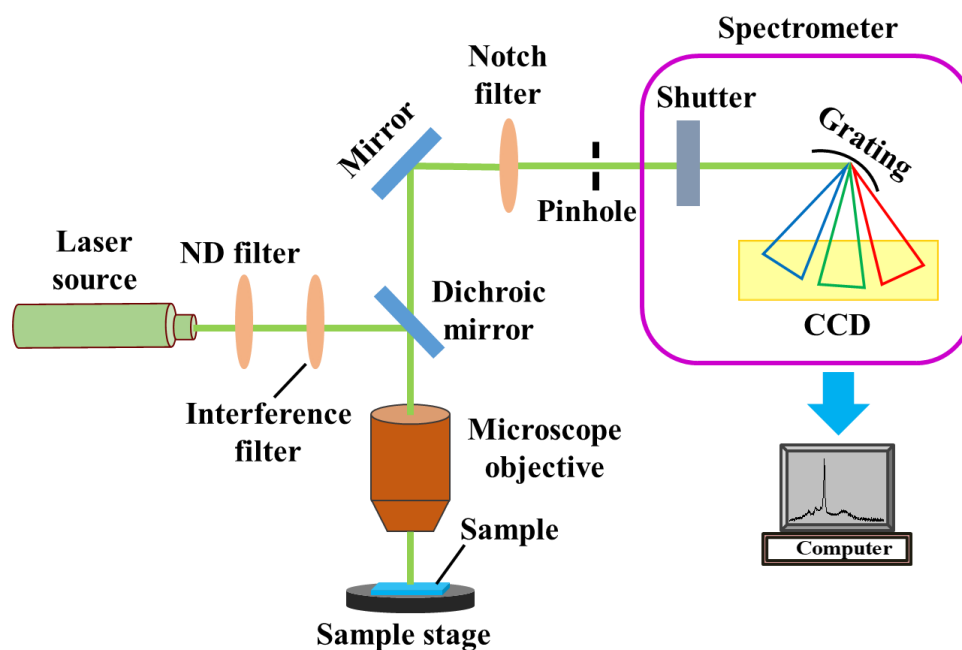 Spectrometer
Notch
filter
Shutter
Mirror
Grating
Pinhole
Laser
source
ND filter
Dichroic
mirror
CCD
Interference
filter
Microscope
objective
Sample
Computer
Sample stage